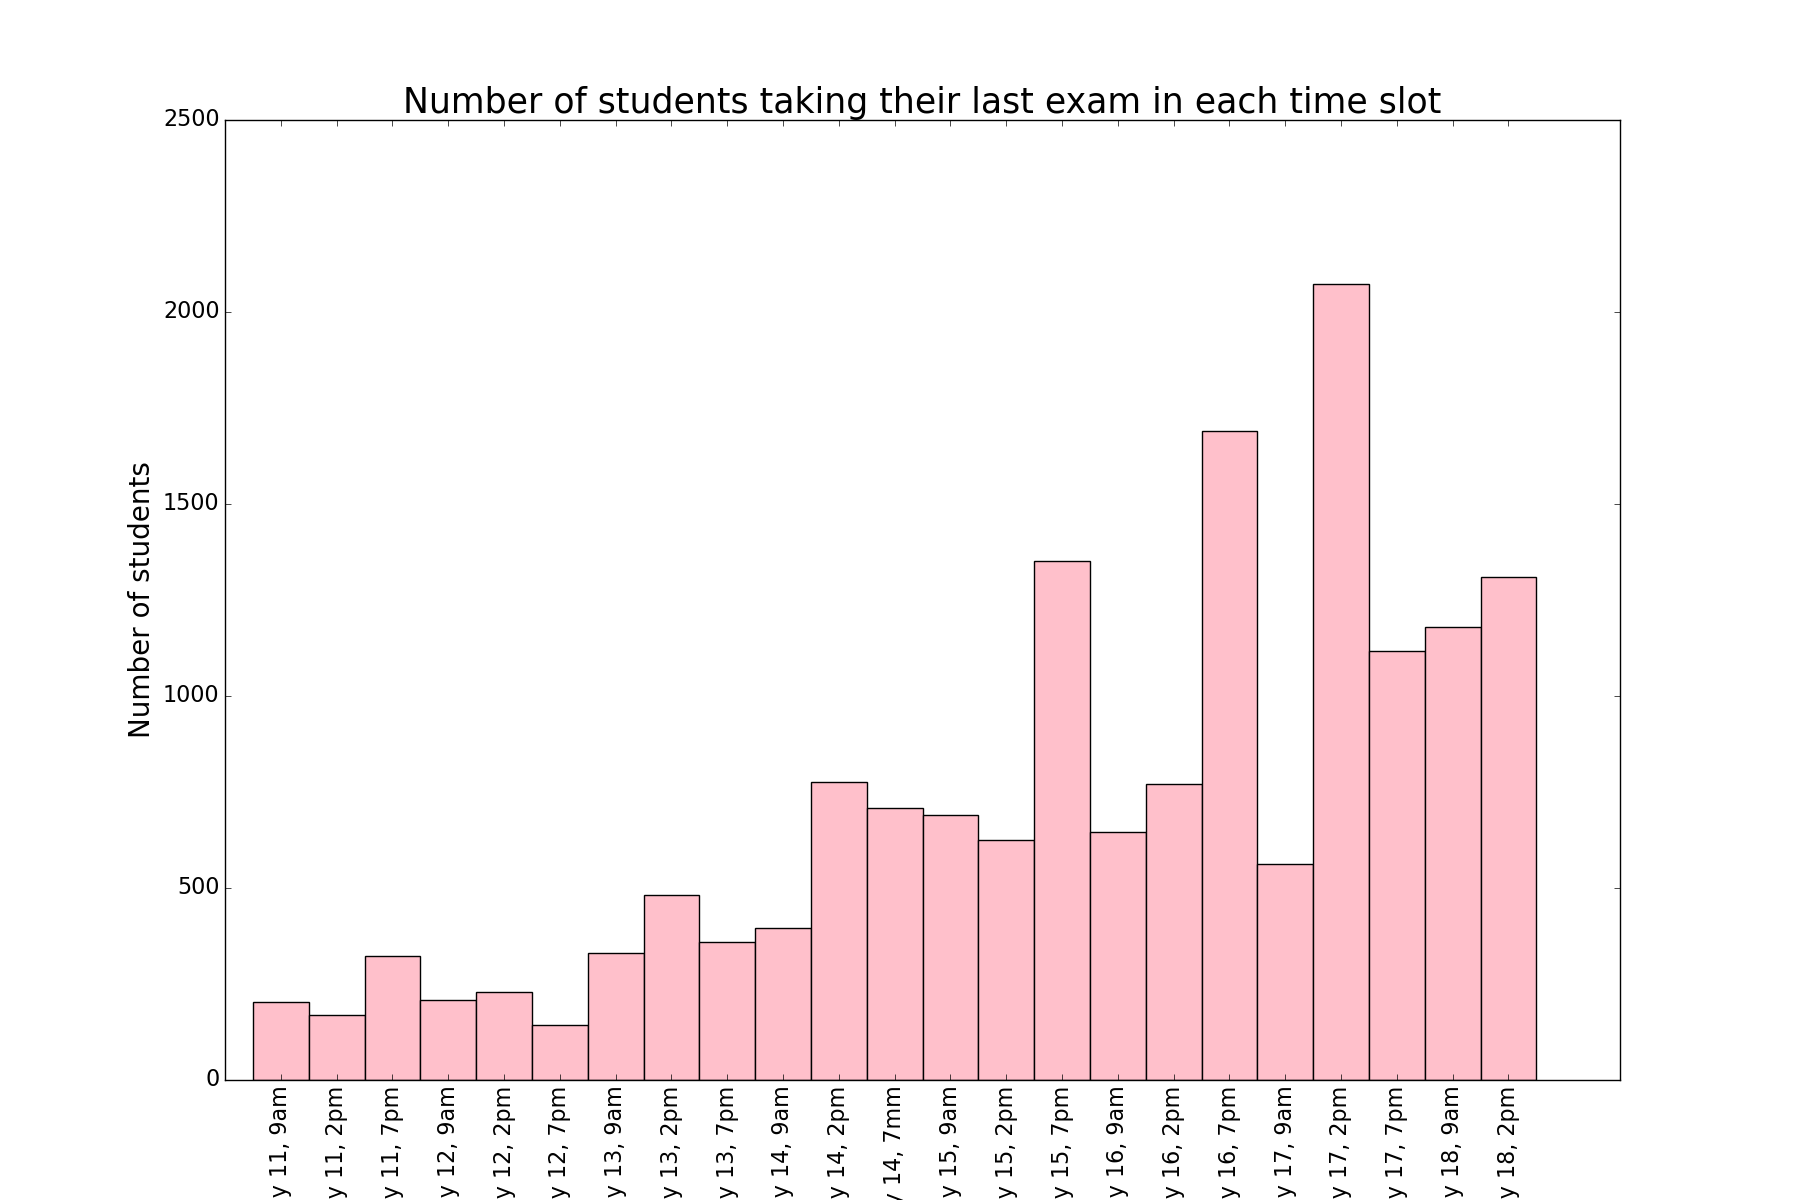 Number of students taking their last exam in each time slot
2500
2000
1500
1000
500
0
Number of students
y 11, 9am
y 11, 2pm
y 11, 7pm
y 12, 9am
y 12, 2pm
y 12, 7pm
y 13, 9am
y 13, 2pm
y 13, 7pm
y 14, 9am
y 14, 2pm
y 14, 7mm
y 15, 9am
y 15, 2pm
y 15, 7pm
y 16, 9am
y 16, 2pm
y 16, 7pm
y 17, 9am
y 17, 2pm
y 17, 7pm
y 18, 9am
y 18, 2pm